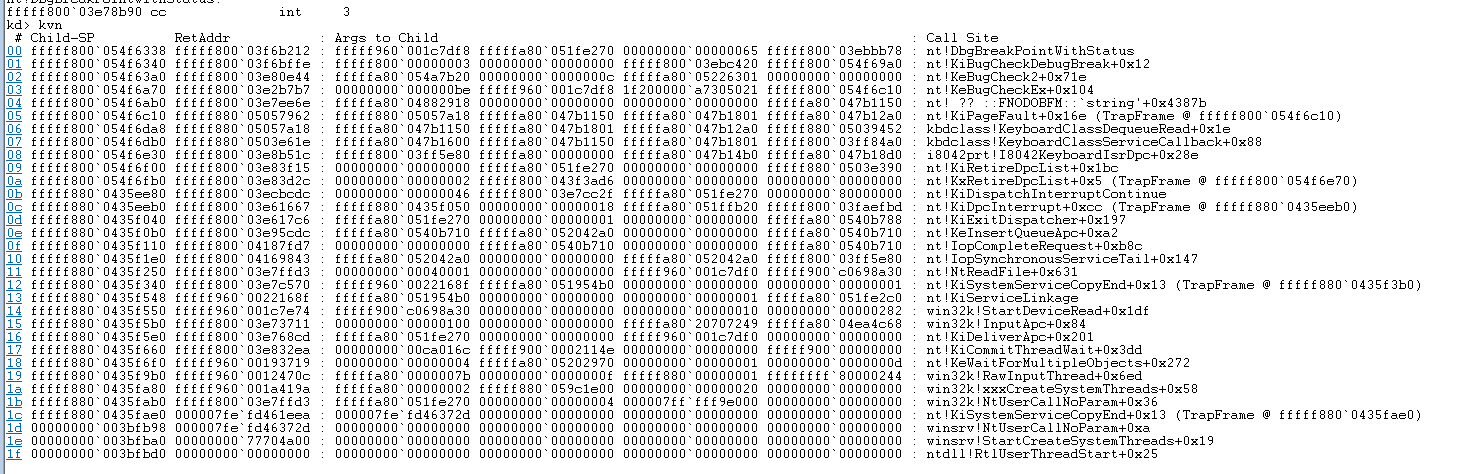 nt!DbgBreakPointWithStatus:
fffff800`03e78b90 cc              int     3
kd> kvn
 # Child-SP          RetAddr           : Args to Child                                                           : Call Site
00 fffff800`054f6338 fffff800`03f6b212 : fffff960`001c7df8 fffffa80`051fe270 00000000`00000065 fffff800`03ebbb78 : nt!DbgBreakPointWithStatus
01 fffff800`054f6340 fffff800`03f6bffe : fffff800`00000003 00000000`00000000 fffff800`03ebc420 fffff800`054f69a0 : nt!KiBugCheckDebugBreak+0x12
02 fffff800`054f63a0 fffff800`03e80e44 : fffffa80`054a7b20 00000000`0000000c fffffa80`05226301 00000000`00000000 : nt!KeBugCheck2+0x71e
03 fffff800`054f6a70 fffff800`03e2b7b7 : 00000000`000000be fffff960`001c7df8 1f200000`a7305021 fffff800`054f6c10 : nt!KeBugCheckEx+0x104
04 fffff800`054f6ab0 fffff800`03e7ee6e : fffffa80`04882918 00000000`00000000 00000000`00000000 fffffa80`047b1150 : nt! ?? ::FNODOBFM::`string'+0x4387b
05 fffff800`054f6c10 fffff880`05057962 : fffff880`05057a18 fffffa80`047b1150 fffffa80`047b1801 fffffa80`047b12a0 : nt!KiPageFault+0x16e (TrapFrame @ fffff800`054f6c10)
06 fffff800`054f6da8 fffff880`05057a18 : fffffa80`047b1150 fffffa80`047b1801 fffffa80`047b12a0 fffff880`05039452 : kbdclass!KeyboardClassDequeueRead+0x1e
07 fffff800`054f6db0 fffff880`0503e61e : fffffa80`047b1600 fffffa80`047b1150 fffffa80`047b1801 fffff800`03ff84a0 : kbdclass!KeyboardClassServiceCallback+0x88
08 fffff800`054f6e30 fffff800`03e8b51c : fffff800`03ff5e80 fffffa80`00000000 fffffa80`047b14b0 fffffa80`047b18d0 : i8042prt!I8042KeyboardIsrDpc+0x28e
09 fffff800`054f6f00 fffff800`03e83f15 : 00000000`00000000 fffffa80`051fe270 00000000`00000000 fffff880`0503e390 : nt!KiRetireDpcList+0x1bc
0a fffff800`054f6fb0 fffff800`03e83d2c : 00000000`00000002 fffff800`043f3ad6 00000000`00000000 00000000`00000000 : nt!KxRetireDpcList+0x5 (TrapFrame @ fffff800`054f6e70)
0b fffff880`0435ee80 fffff800`03ecbcdc : 00000000`00000046 fffff800`03e7cc2f fffffa80`051fe270 00000000`80000000 : nt!KiDispatchInterruptContinue
0c fffff880`0435eeb0 fffff800`03e61667 : fffff880`0435f050 00000000`00000018 fffffa80`051ffb20 fffff800`03faefbd : nt!KiDpcInterrupt+0xcc (TrapFrame @ fffff880`0435eeb0)
0d fffff880`0435f040 fffff800`03e617c6 : fffffa80`051fe270 00000000`00000001 00000000`00000000 fffffa80`0540b788 : nt!KiExitDispatcher+0x197
0e fffff880`0435f0b0 fffff800`03e95cdc : fffffa80`0540b710 fffffa80`052042a0 00000000`00000000 fffffa80`0540b710 : nt!KeInsertQueueApc+0xa2
0f fffff880`0435f110 fffff800`04187fd7 : 00000000`00000000 fffffa80`0540b710 00000000`00000000 fffffa80`0540b710 : nt!IopCompleteRequest+0xb8c
10 fffff880`0435f1e0 fffff800`04169843 : fffffa80`052042a0 00000000`00000000 fffffa80`052042a0 fffff800`03ff5e80 : nt!IopSynchronousServiceTail+0x147
11 fffff880`0435f250 fffff800`03e7ffd3 : 00000000`00040001 00000000`00000000 fffff960`001c7df0 fffff900`c0698a30 : nt!NtReadFile+0x631
12 fffff880`0435f340 fffff800`03e7c570 : fffff960`0022168f fffffa80`051954b0 00000000`00000000 00000000`00000001 : nt!KiSystemServiceCopyEnd+0x13 (TrapFrame @ fffff880`0435f3b0)
13 fffff880`0435f548 fffff960`0022168f : fffffa80`051954b0 00000000`00000000 00000000`00000001 fffffa80`051fe2c0 : nt!KiServiceLinkage
14 fffff880`0435f550 fffff960`001c7e74 : fffff900`c0698a30 00000000`00000000 00000000`00000010 00000000`00000282 : win32k!StartDeviceRead+0x1df
15 fffff880`0435f5b0 fffff800`03e73711 : 00000000`00000100 00000000`00000000 fffffa80`20707249 fffffa80`04ea4c68 : win32k!InputApc+0x84
16 fffff880`0435f5e0 fffff800`03e768cd : fffffa80`051fe270 00000000`00000000 fffff960`001c7df0 00000000`00000000 : nt!KiDeliverApc+0x201
17 fffff880`0435f660 fffff800`03e832ea : 00000000`00ca016c fffff900`0002114e 00000000`00000000 fffff900`00000000 : nt!KiCommitThreadWait+0x3dd
18 fffff880`0435f6f0 fffff960`00193719 : 00000000`00000004 fffffa80`05202970 00000000`00000001 00000000`0000000d : nt!KeWaitForMultipleObjects+0x272
19 fffff880`0435f9b0 fffff960`0012470c : fffffa80`0000007b 00000000`0000000f fffff880`00000001 ffffffff`80000244 : win32k!RawInputThread+0x6ed
1a fffff880`0435fa80 fffff960`001a419a : fffffa80`00000002 fffff880`059c1e00 00000000`00000020 00000000`00000000 : win32k!xxxCreateSystemThreads+0x58
1b fffff880`0435fab0 fffff800`03e7ffd3 : fffffa80`051fe270 00000000`00000004 000007ff`fff9e000 00000000`00000000 : win32k!NtUserCallNoParam+0x36
1c fffff880`0435fae0 000007fe`fd461eea : 000007fe`fd46372d 00000000`00000000 00000000`00000000 00000000`00000000 : nt!KiSystemServiceCopyEnd+0x13 (TrapFrame @ fffff880`0435fae0)
1d 00000000`003bfb98 000007fe`fd46372d : 00000000`00000000 00000000`00000000 00000000`00000000 00000000`00000000 : winsrv!NtUserCallNoParam+0xa
1e 00000000`003bfba0 00000000`77704a00 : 00000000`00000000 00000000`00000000 00000000`00000000 00000000`00000000 : winsrv!StartCreateSystemThreads+0x19
1f 00000000`003bfbd0 00000000`00000000 : 00000000`00000000 00000000`00000000 00000000`00000000 00000000`00000000 : ntdll!RtlUserThreadStart+0x25